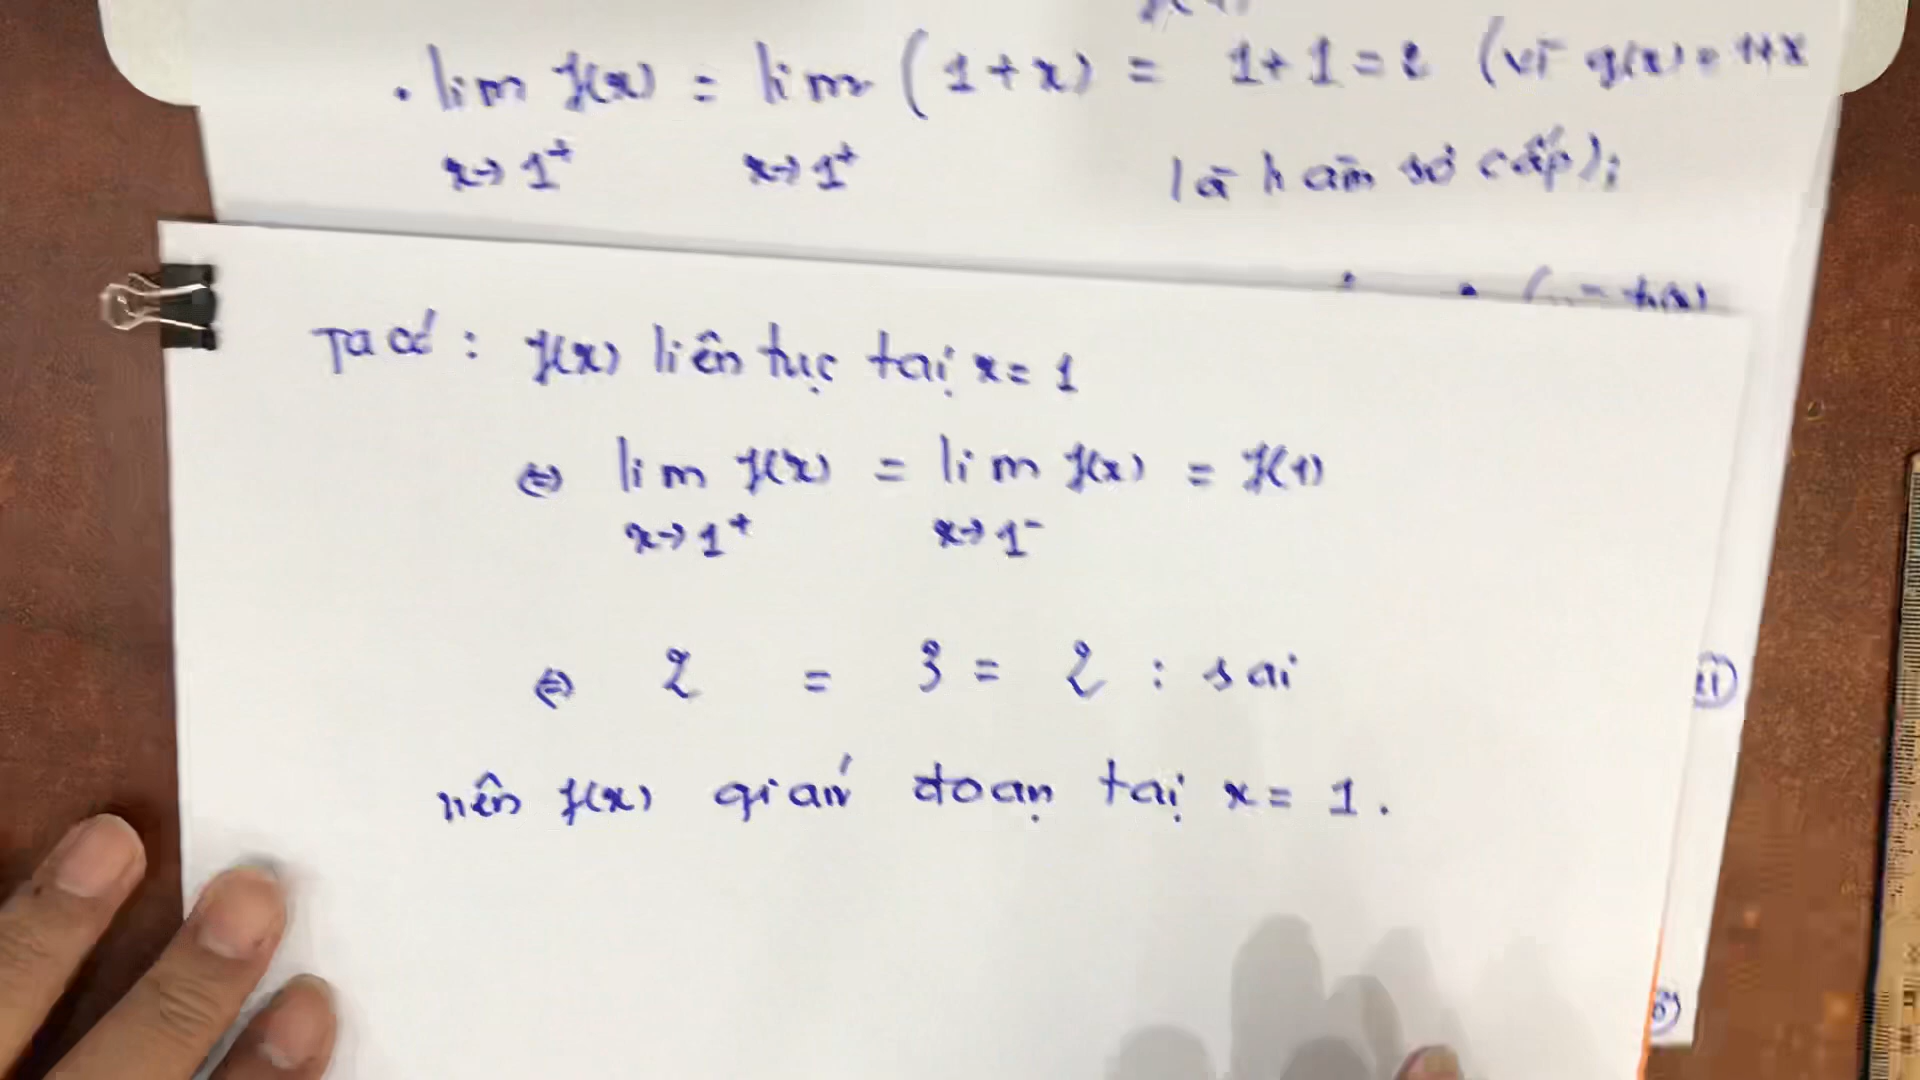 . lim f(x) = lim (1+x) = 1+1=2 (vì g(x)=1+x
x→1⁺ x→1⁺ là hàm sơ cấp);
Ta có : f(x) liên tục tại x = 1
⇔ lim f(x) = lim f(x) = f(1)
x→1⁺ x→1⁻
⇔ 2 = 3 = 2 : sai
nên f(x) gián đoạn tại x = 1 .